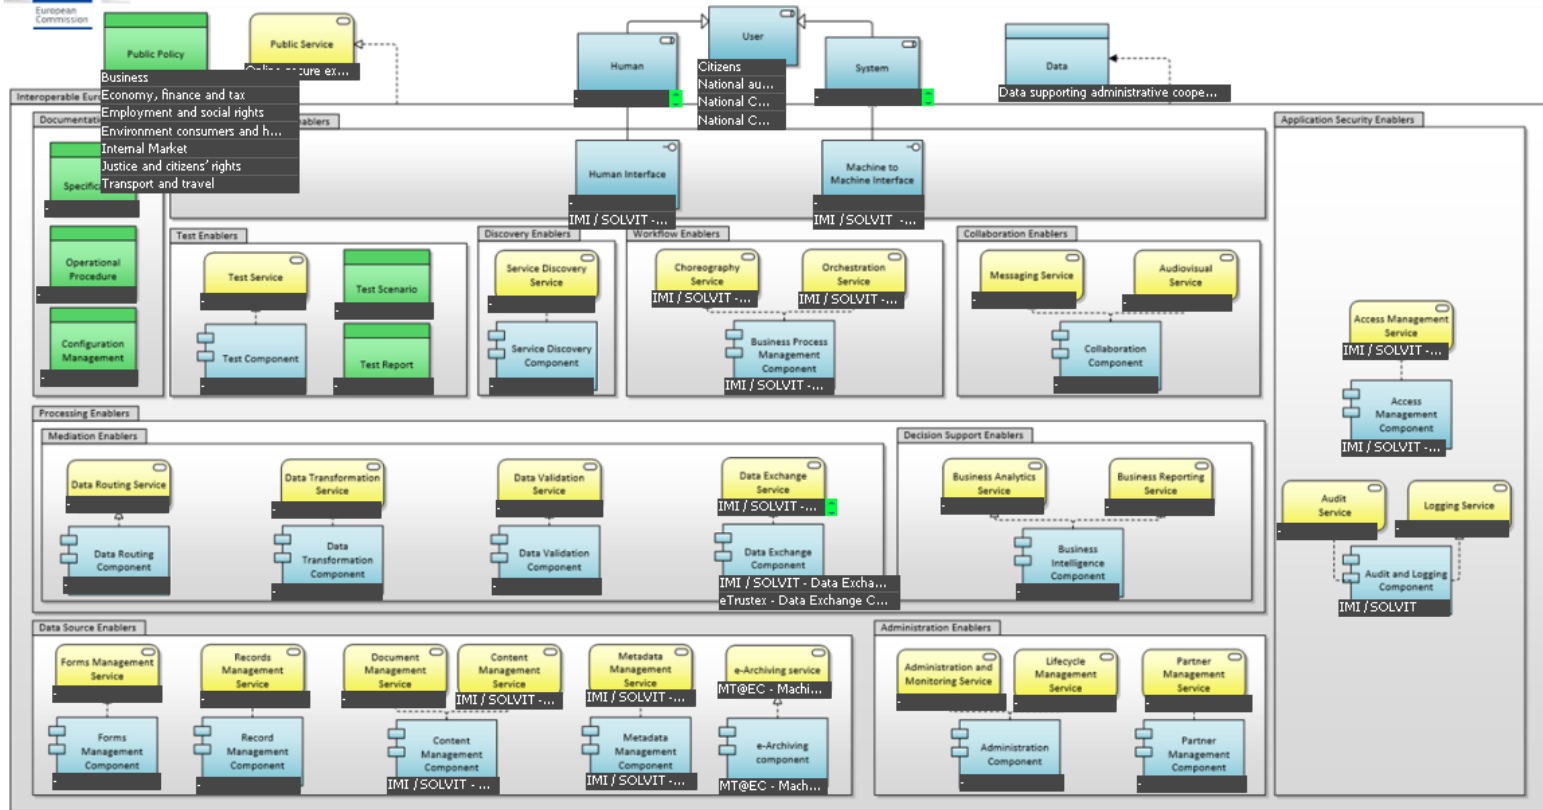 European
Commission
Public Policy
Business
Economy, finance and tax
Employment and social rights
Environment consumers and h...
Internal Market
Justice and citizens' rights
Transport and travel
Public Service
Human
-
User
Citizens
National au...
National C...
National C...
System
-
Data
Data supporting administrative coope...
Interoperable
-
Operational
Procedure
-
Configuration
Management
-
Human Interface
-
IMI / SOLVIT -...
Machine to
Machine Interface
-
IMI / SOLVIT -...
Test Enablers
Test Service
-
Test Component
-
Test Scenario
-
Test Report
-
Discovery Enablers
Service Discovery
Service
-
Service Discovery
Component
-
Workflow Enablers
Choreography
Service
IMI / SOLVIT -...
Orchestration
Service
IMI / SOLVIT -...
Business Process
Management
Component
IMI / SOLVIT -...
Collaboration Enablers
Messaging Service
-
Audiovisual
Service
-
Collaboration
Component
-
Application Security Enablers
Access Management
Service
IMI / SOLVIT -...
Access
Management
Component
IMI / SOLVIT -...
Audit
Service
-
Logging Service
-
Audit and Logging
Component
IMI /SOLVIT
Processing Enablers
Mediation Enablers
Data Routing Service
-
Data Routing
Component
-
Data Transformation
Service
-
Data
Transformation
Component
-
Data Validation
Service
-
Data Validation
Component
-
Data Exchange
Service
IMI / SOLVIT -...
Data Exchange
Component
IMI / SOLVIT - Data Excha...
eTrustex - Data Exchange C...
Decision Support Enablers
Business Analytics
Service
-
Business Reporting
Service
-
Business
Intelligence
Component
-
Data Source Enablers
Forms Management
Service
-
Forms
Management
Component
-
Records
Management
Service
-
Record
Management
Component
-
Document
Management
Service
-
Content
Management
Service
IMI / SOLVIT -...
Content
Management
Component
IMI / SOLVIT -...
Metadata
Management
Service
IMI / SOLVIT -...
Metadata
Management
Component
IMI / SOLVIT -...
e-Archiving service
MT@EC - Machi...
e-Archiving
component
MT@EC - Mach...
Administration Enablers
Administration and
Monitoring Service
-
Lifecycle
Management
Service
-
Partner
Management
Service
-
Administration
Component
-
Partner
Management
Component
-